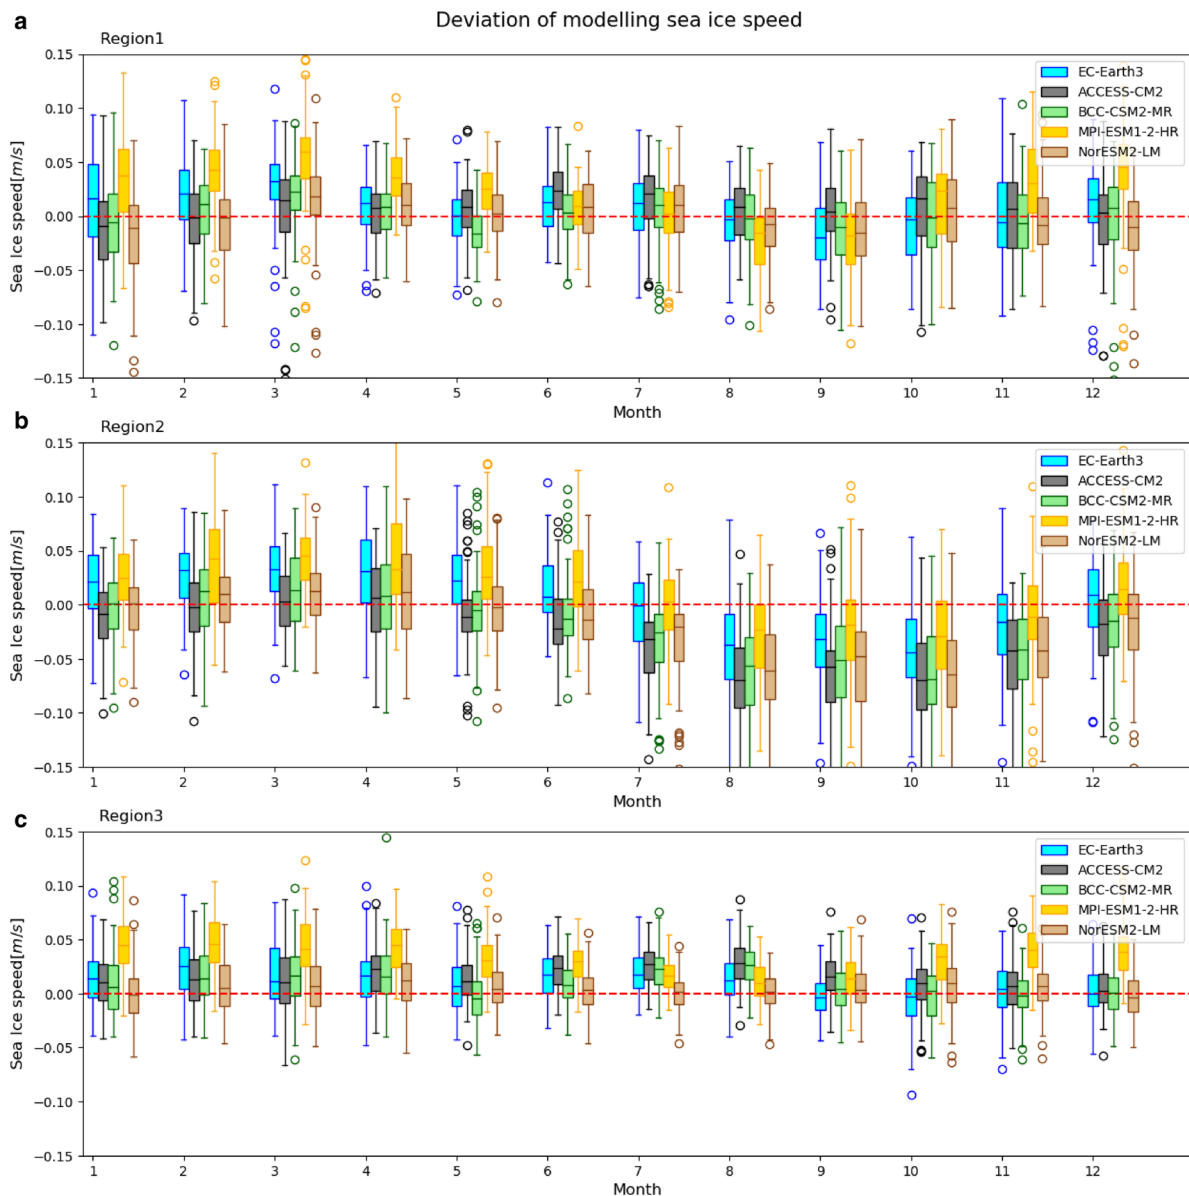 Deviation of modelling sea ice speed
a
Region1
0.15
0.10
0.05
0.00
−0.05
−0.10
−0.15
Sea Ice speed[m/s]
EC-Earth3
ACCESS-CM2
BCC-CSM2-MR
MPI-ESM1-2-HR
NorESM2-LM
1 2 3 4 5 6 7 8 9 10 11 12
Month
b
Region2
0.15
0.10
0.05
0.00
−0.05
−0.10
−0.15
Sea Ice speed[m/s]
EC-Earth3
ACCESS-CM2
BCC-CSM2-MR
MPI-ESM1-2-HR
NorESM2-LM
1 2 3 4 5 6 7 8 9 10 11 12
Month
c
Region3
0.15
0.10
0.05
0.00
−0.05
−0.10
−0.15
Sea Ice speed[m/s]
EC-Earth3
ACCESS-CM2
BCC-CSM2-MR
MPI-ESM1-2-HR
NorESM2-LM
1 2 3 4 5 6 7 8 9 10 11 12
Month